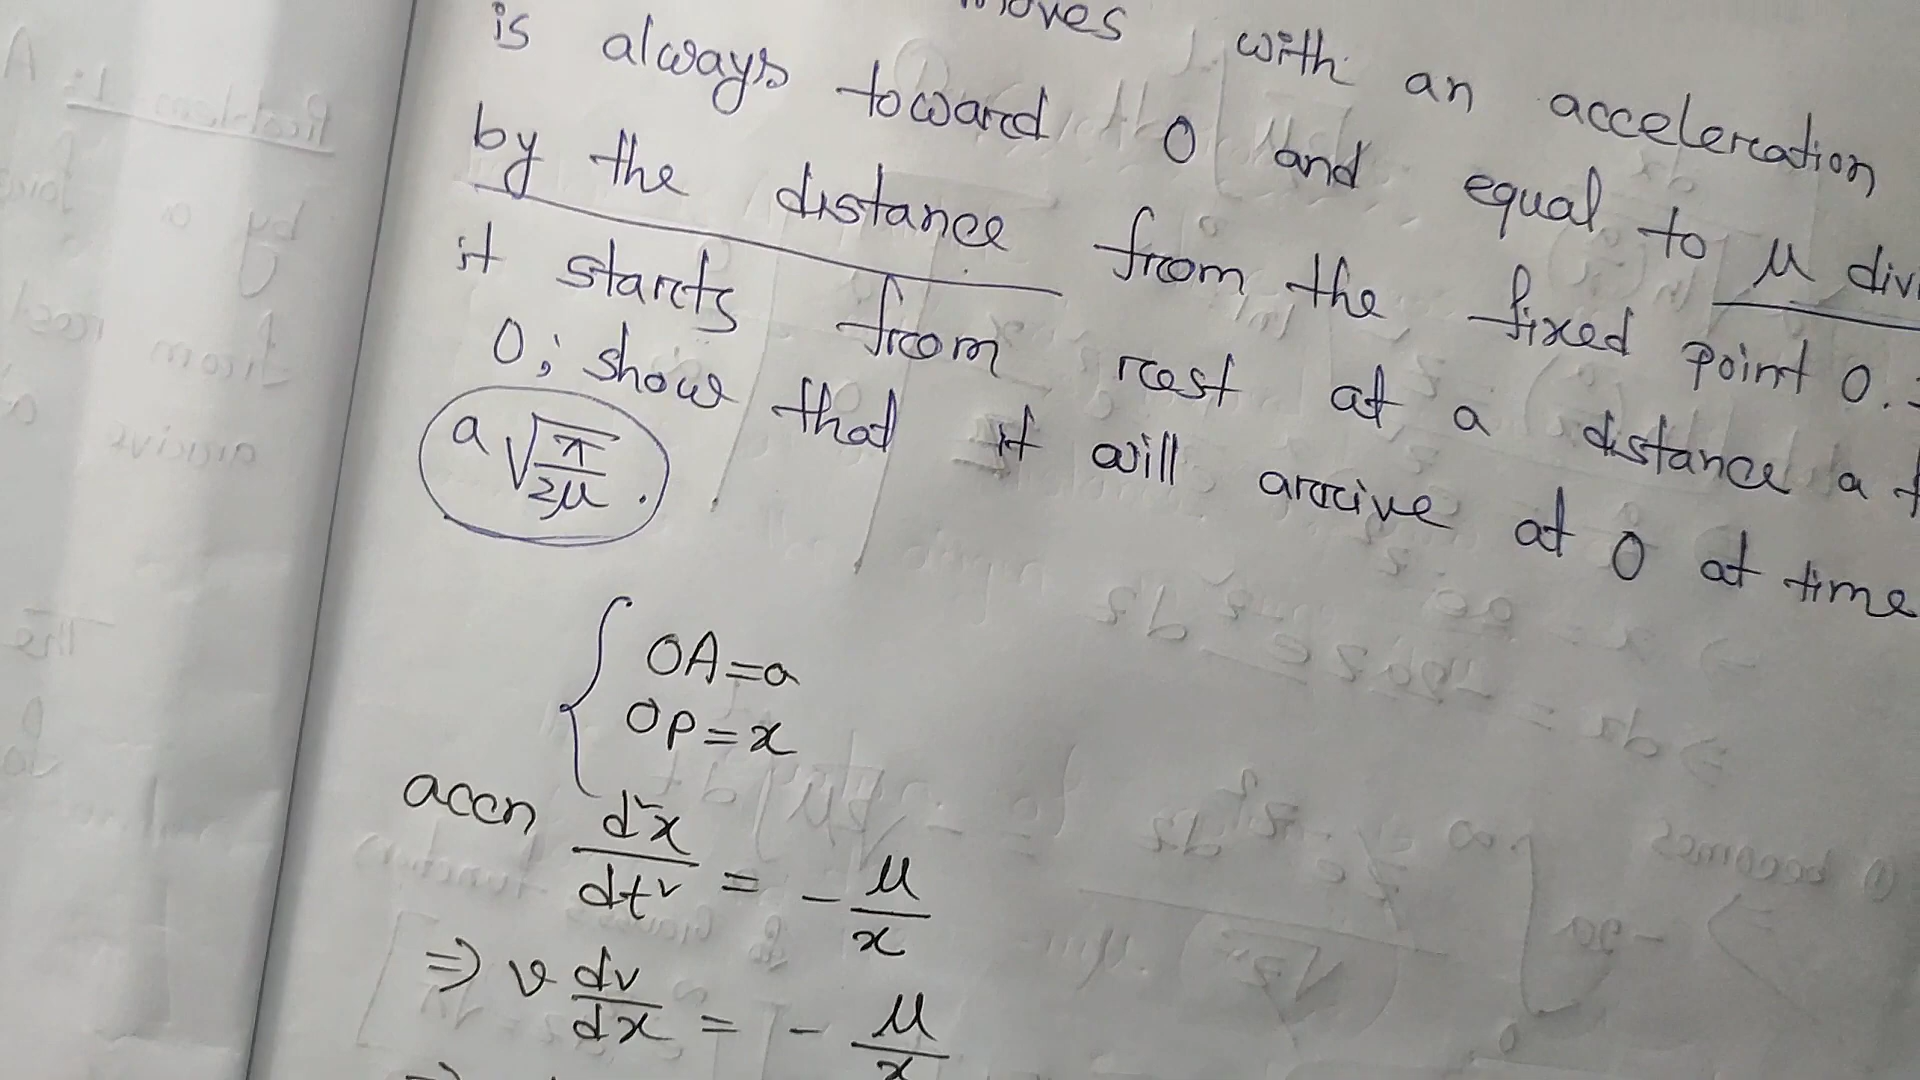 moves with an acceleration
is always toward O and equal to μ div
by the distance from the fixed point O.
it starts from rest at a distance a f
O; show that it will arrive at O at time
a √π/2μ .
OA=a
OP=x
accn d²x/dt² = - μ/x
⇒ v dv/dx = - μ/x